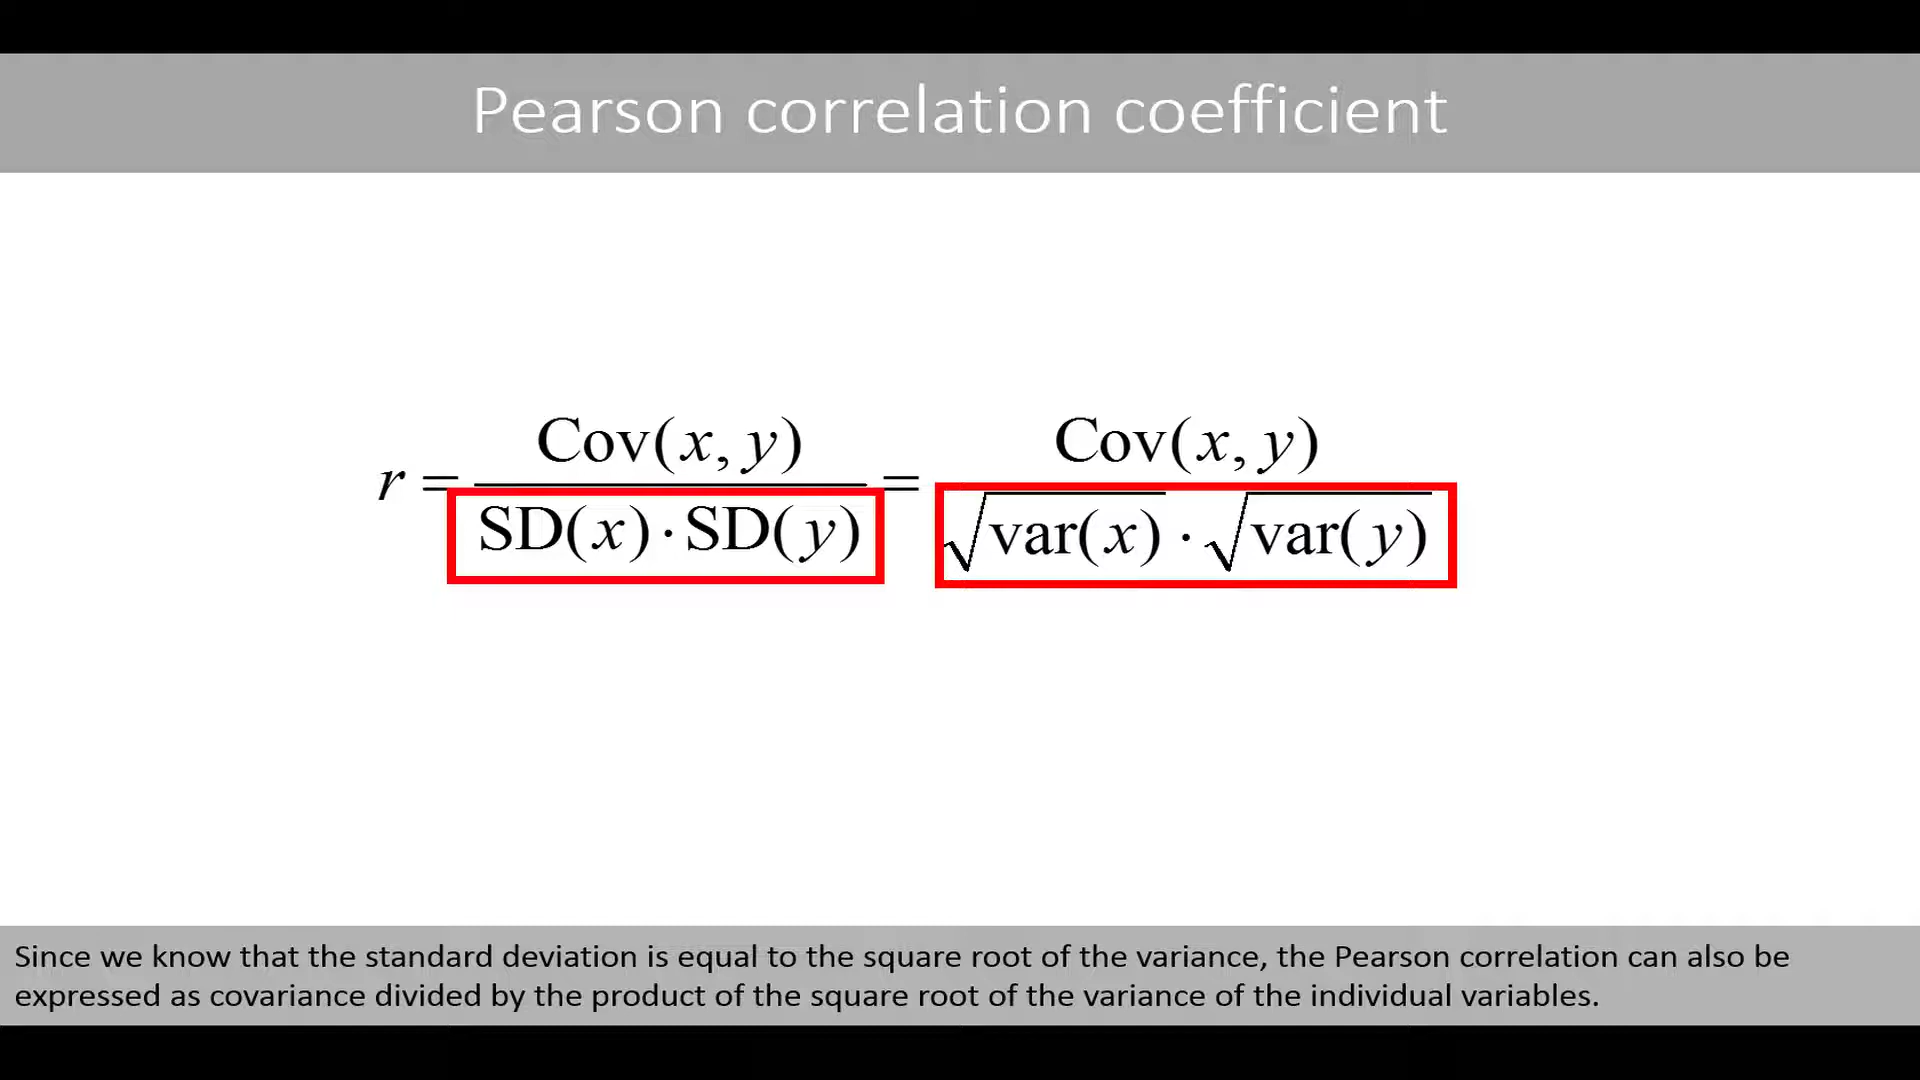 Pearson correlation coefficient
r = Cov(x, y) / SD(x) · SD(y) = Cov(x, y) / √var(x) · √var(y)
Since we know that the standard deviation is equal to the square root of the variance, the Pearson correlation can also be
expressed as covariance divided by the product of the square root of the variance of the individual variables.